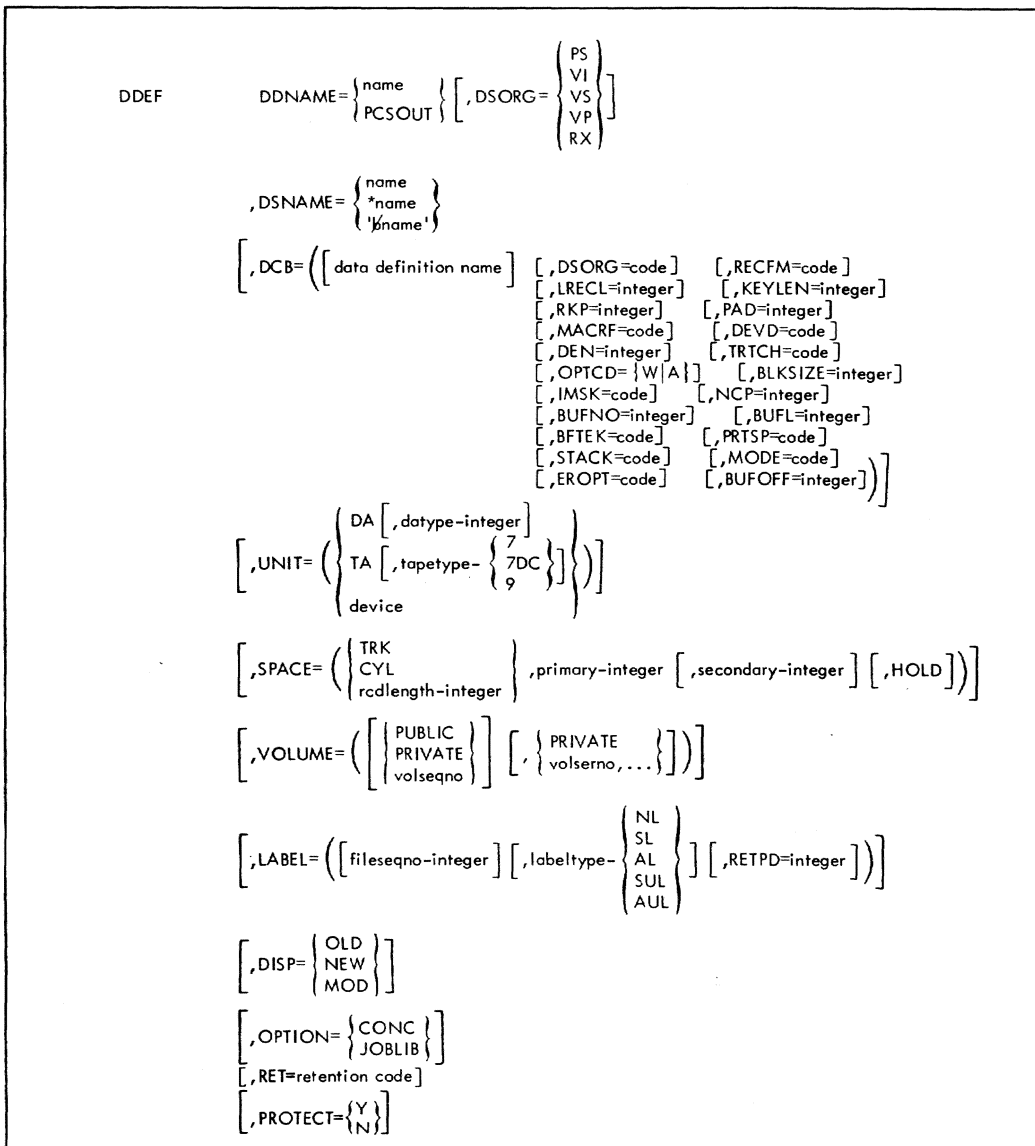 DDEF DDNAME= {name | PCSOUT} [,DSORG= {PS | VI | VS | VP | RX}]
,DSNAME= {name | *name | 'b̸name'}
[,DCB=([data definition name] [,DSORG=code] [,RECFM=code]
[,LRECL=integer] [,KEYLEN=integer]
[,RKP=integer] [,PAD=integer]
[,MACRF=code] [,DEVD=code]
[,DEN=integer] [,TRTCH=code]
[,OPTCD= {W|A}] [,BLKSIZE=integer]
[,IMSK=code] [,NCP=integer]
[,BUFNO=integer] [,BUFL=integer]
[,BFTEK=code] [,PRTSP=code]
[,STACK=code] [,MODE=code]
[,EROPT=code] [,BUFOFF=integer])]
[,UNIT= ({DA [,datype-integer] | TA [,tapetype- {7 | 7DC | 9}] | device})]
[,SPACE= ({TRK | CYL | rcdlength-integer} ,primary-integer [,secondary-integer] [,HOLD])]
[,VOLUME= ([{PUBLIC | PRIVATE | volseqno}] [, {PRIVATE | volserno,...}])]
[,LABEL= ([fileseqno-integer] [,labeltype- {NL | SL | AL | SUL | AUL}] [,RETPD=integer])]
[,DISP= {OLD | NEW | MOD}]
[,OPTION= {CONC | JOBLIB}]
[,RET=retention code]
[,PROTECT={Y | N}]